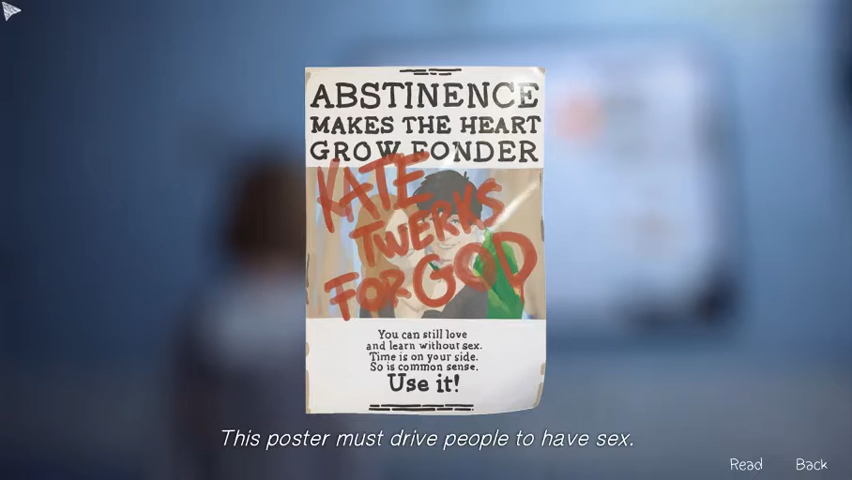 ABSTINENCE
MAKES THE HEART
GROW FONDER
KATE
TWERKS
FOR GOD
You can still love
and learn without sex.
Time is on your side.
So is common sense.
Use it!
This poster must drive people to have sex.
Read Back